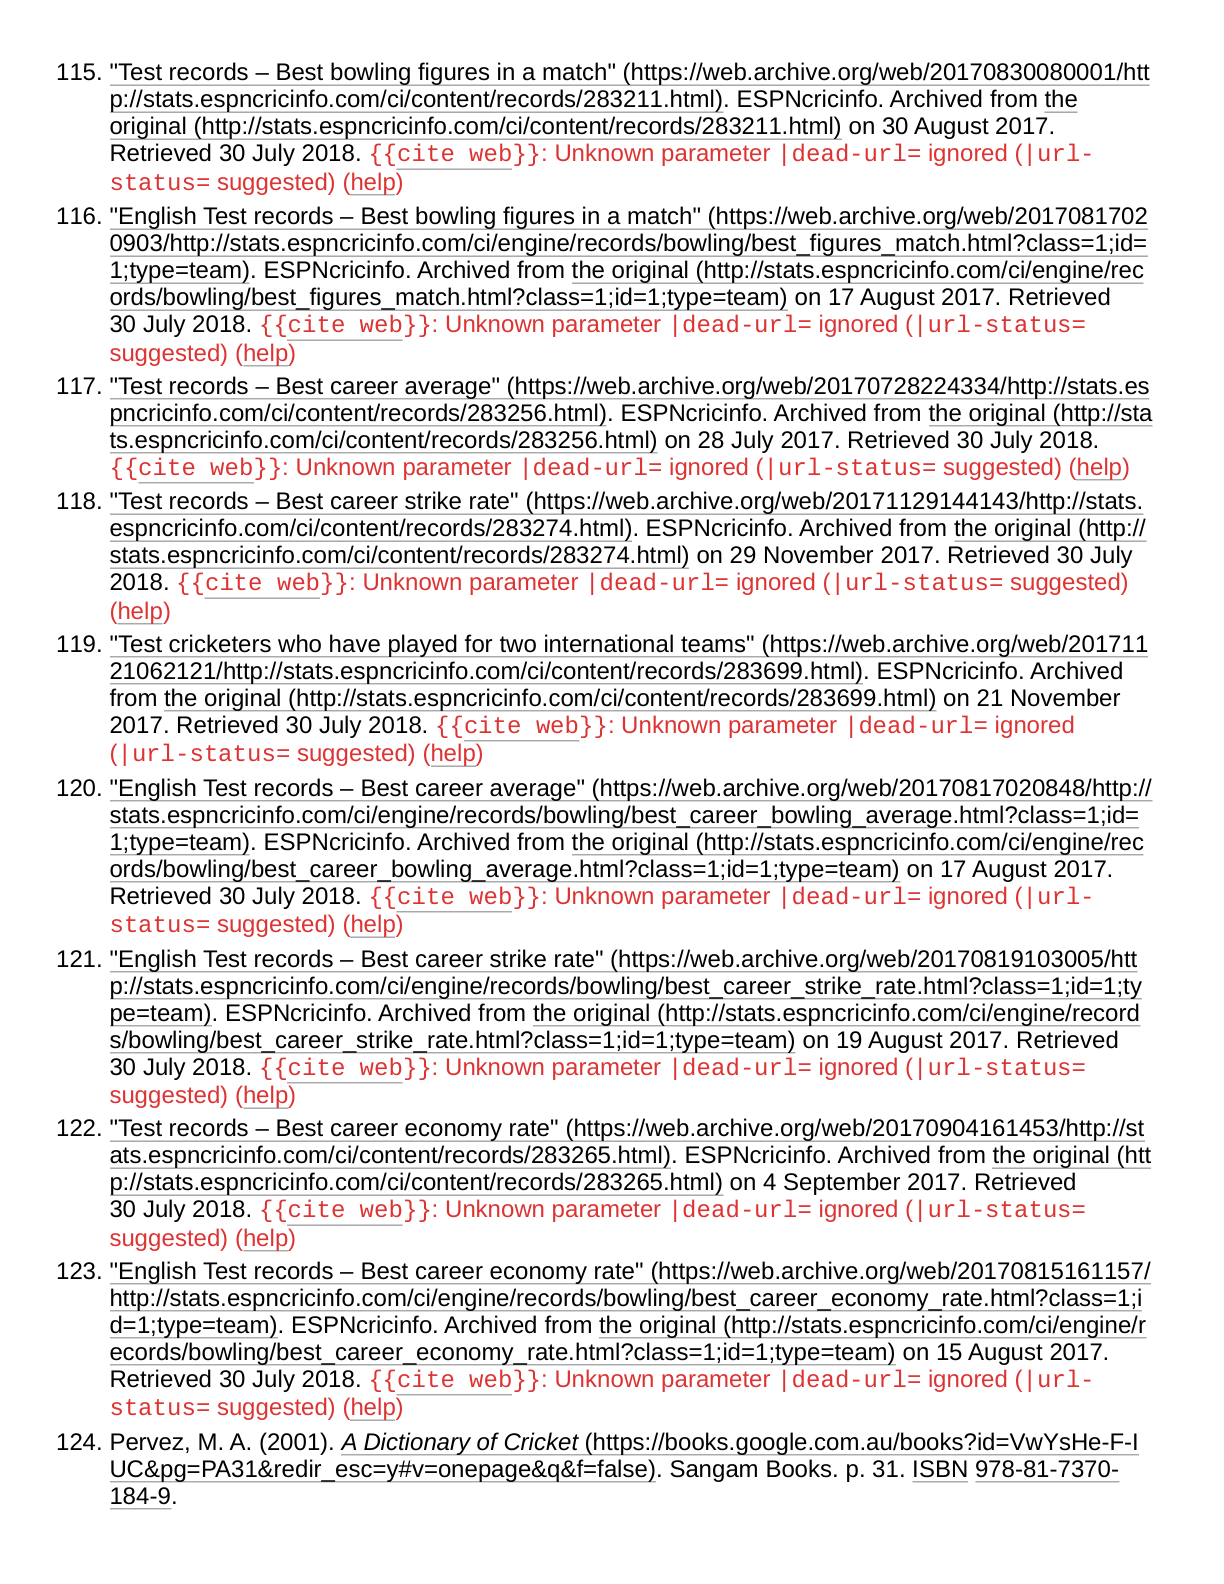 115. "Test records – Best bowling figures in a match" (https://web.archive.org/web/20170830080001/htt
p://stats.espncricinfo.com/ci/content/records/283211.html). ESPNcricinfo. Archived from the
original (http://stats.espncricinfo.com/ci/content/records/283211.html) on 30 August 2017.
Retrieved 30 July 2018. {{cite web}}: Unknown parameter |dead-url= ignored (|url-
status= suggested) (help)
116. "English Test records – Best bowling figures in a match" (https://web.archive.org/web/2017081702
0903/http://stats.espncricinfo.com/ci/engine/records/bowling/best_figures_match.html?class=1;id=
1;type=team). ESPNcricinfo. Archived from the original (http://stats.espncricinfo.com/ci/engine/rec
ords/bowling/best_figures_match.html?class=1;id=1;type=team) on 17 August 2017. Retrieved
30 July 2018. {{cite web}}: Unknown parameter |dead-url= ignored (|url-status=
suggested) (help)
117. "Test records – Best career average" (https://web.archive.org/web/20170728224334/http://stats.es
pncricinfo.com/ci/content/records/283256.html). ESPNcricinfo. Archived from the original (http://sta
ts.espncricinfo.com/ci/content/records/283256.html) on 28 July 2017. Retrieved 30 July 2018.
{{cite web}}: Unknown parameter |dead-url= ignored (|url-status= suggested) (help)
118. "Test records – Best career strike rate" (https://web.archive.org/web/20171129144143/http://stats.
espncricinfo.com/ci/content/records/283274.html). ESPNcricinfo. Archived from the original (http://
stats.espncricinfo.com/ci/content/records/283274.html) on 29 November 2017. Retrieved 30 July
2018. {{cite web}}: Unknown parameter |dead-url= ignored (|url-status= suggested)
(help)
119. "Test cricketers who have played for two international teams" (https://web.archive.org/web/201711
21062121/http://stats.espncricinfo.com/ci/content/records/283699.html). ESPNcricinfo. Archived
from the original (http://stats.espncricinfo.com/ci/content/records/283699.html) on 21 November
2017. Retrieved 30 July 2018. {{cite web}}: Unknown parameter |dead-url= ignored
(|url-status= suggested) (help)
120. "English Test records – Best career average" (https://web.archive.org/web/20170817020848/http://
stats.espncricinfo.com/ci/engine/records/bowling/best_career_bowling_average.html?class=1;id=
1;type=team). ESPNcricinfo. Archived from the original (http://stats.espncricinfo.com/ci/engine/rec
ords/bowling/best_career_bowling_average.html?class=1;id=1;type=team) on 17 August 2017.
Retrieved 30 July 2018. {{cite web}}: Unknown parameter |dead-url= ignored (|url-
status= suggested) (help)
121. "English Test records – Best career strike rate" (https://web.archive.org/web/20170819103005/htt
p://stats.espncricinfo.com/ci/engine/records/bowling/best_career_strike_rate.html?class=1;id=1;ty
pe=team). ESPNcricinfo. Archived from the original (http://stats.espncricinfo.com/ci/engine/record
s/bowling/best_career_strike_rate.html?class=1;id=1;type=team) on 19 August 2017. Retrieved
30 July 2018. {{cite web}}: Unknown parameter |dead-url= ignored (|url-status=
suggested) (help)
122. "Test records – Best career economy rate" (https://web.archive.org/web/20170904161453/http://st
ats.espncricinfo.com/ci/content/records/283265.html). ESPNcricinfo. Archived from the original (htt
p://stats.espncricinfo.com/ci/content/records/283265.html) on 4 September 2017. Retrieved
30 July 2018. {{cite web}}: Unknown parameter |dead-url= ignored (|url-status=
suggested) (help)
123. "English Test records – Best career economy rate" (https://web.archive.org/web/20170815161157/
http://stats.espncricinfo.com/ci/engine/records/bowling/best_career_economy_rate.html?class=1;i
d=1;type=team). ESPNcricinfo. Archived from the original (http://stats.espncricinfo.com/ci/engine/r
ecords/bowling/best_career_economy_rate.html?class=1;id=1;type=team) on 15 August 2017.
Retrieved 30 July 2018. {{cite web}}: Unknown parameter |dead-url= ignored (|url-
status= suggested) (help)
124. Pervez, M. A. (2001). A Dictionary of Cricket (https://books.google.com.au/books?id=VwYsHe-F-I
UC&pg=PA31&redir_esc=y#v=onepage&q&f=false). Sangam Books. p. 31. ISBN 978-81-7370-
184-9.